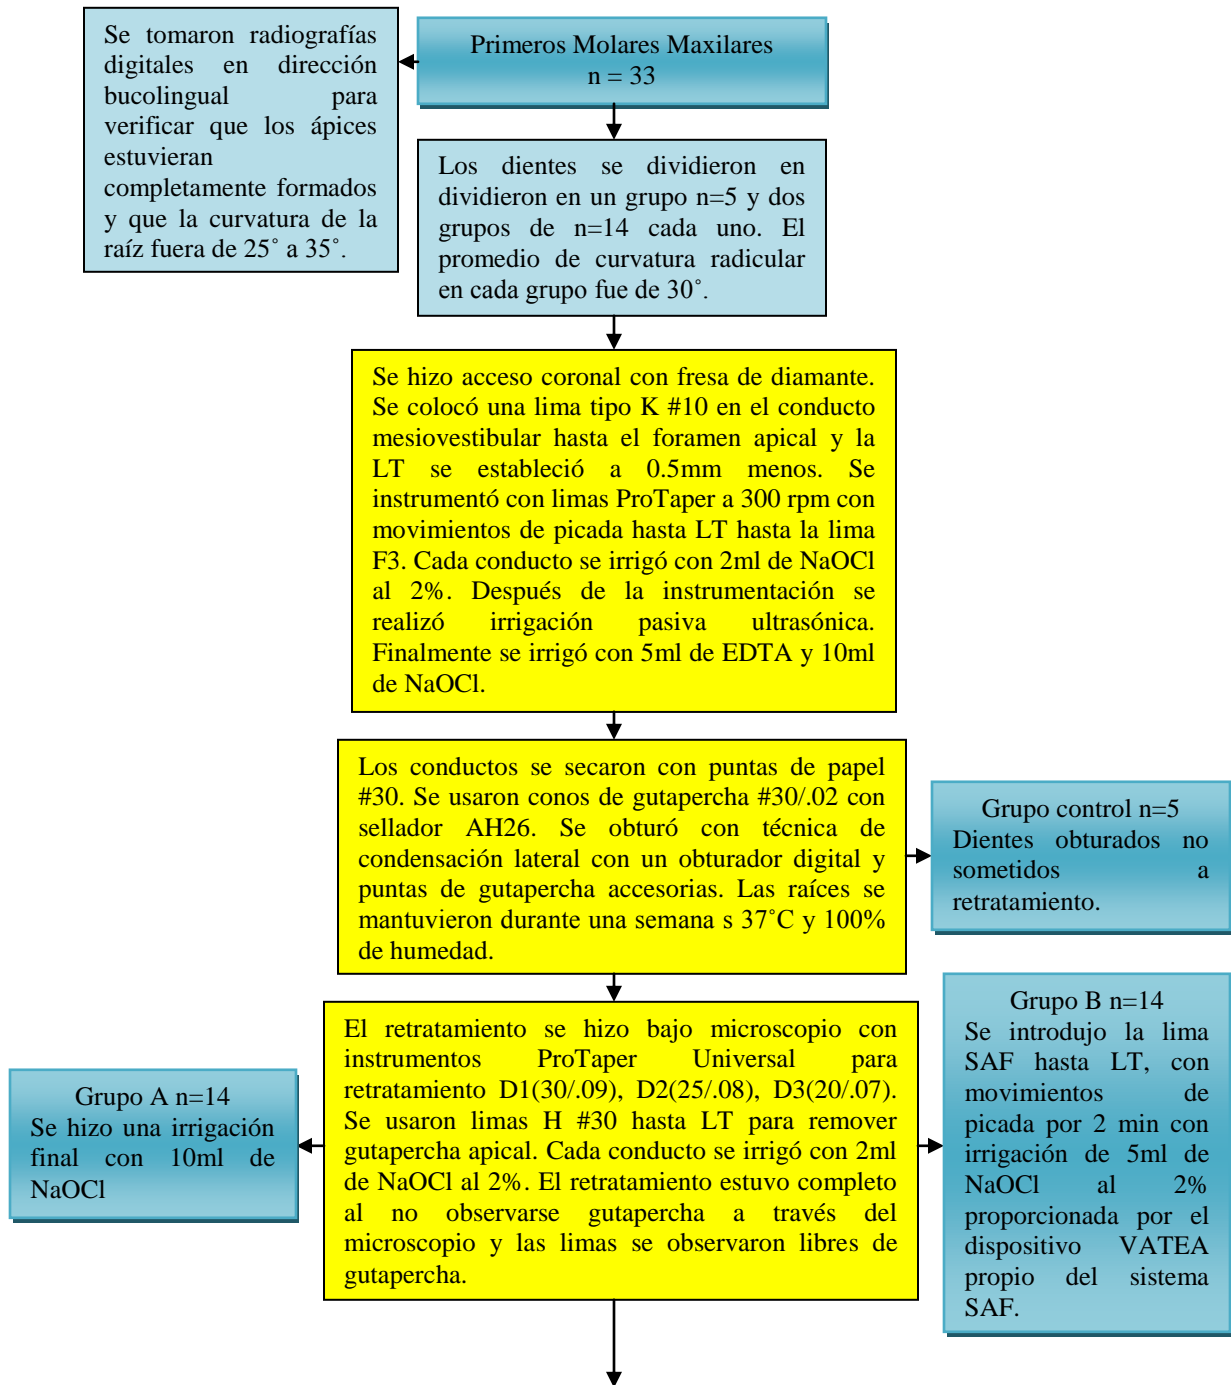 Se tomaron radiografías
digitales en dirección
bucolingual para
verificar que los ápices
estuvieran
completamente formados
y que la curvatura de la
raíz fuera de 25˚ a 35˚.
Primeros Molares Maxilares
n = 33
Los dientes se dividieron en
dividieron en un grupo n=5 y dos
grupos de n=14 cada uno. El
promedio de curvatura radicular
en cada grupo fue de 30˚.
Se hizo acceso coronal con fresa de diamante.
Se colocó una lima tipo K #10 en el conducto
mesiovestibular hasta el foramen apical y la
LT se estableció a 0.5mm menos. Se
instrumentó con limas ProTaper a 300 rpm con
movimientos de picada hasta LT hasta la lima
F3. Cada conducto se irrigó con 2ml de NaOCl
al 2%. Después de la instrumentación se
realizó irrigación pasiva ultrasónica.
Finalmente se irrigó con 5ml de EDTA y 10ml
de NaOCl.
Los conductos se secaron con puntas de papel
#30. Se usaron conos de gutapercha #30/.02 con
sellador AH26. Se obturó con técnica de
condensación lateral con un obturador digital y
puntas de gutapercha accesorias. Las raíces se
mantuvieron durante una semana s 37˚C y 100%
de humedad.
Grupo control n=5
Dientes obturados no
sometidos a
retratamiento.
El retratamiento se hizo bajo microscopio con
instrumentos ProTaper Universal para
retratamiento D1(30/.09), D2(25/.08), D3(20/.07).
Se usaron limas H #30 hasta LT para remover
gutapercha apical. Cada conducto se irrigó con 2ml
de NaOCl al 2%. El retratamiento estuvo completo
al no observarse gutapercha a través del
microscopio y las limas se observaron libres de
gutapercha.
Grupo A n=14
Se hizo una irrigación
final con 10ml de
NaOCl
Grupo B n=14
Se introdujo la lima
SAF hasta LT, con
movimientos de
picada por 2 min con
irrigación de 5ml de
NaOCl al 2%
proporcionada por el
dispositivo VATEA
propio del sistema
SAF.